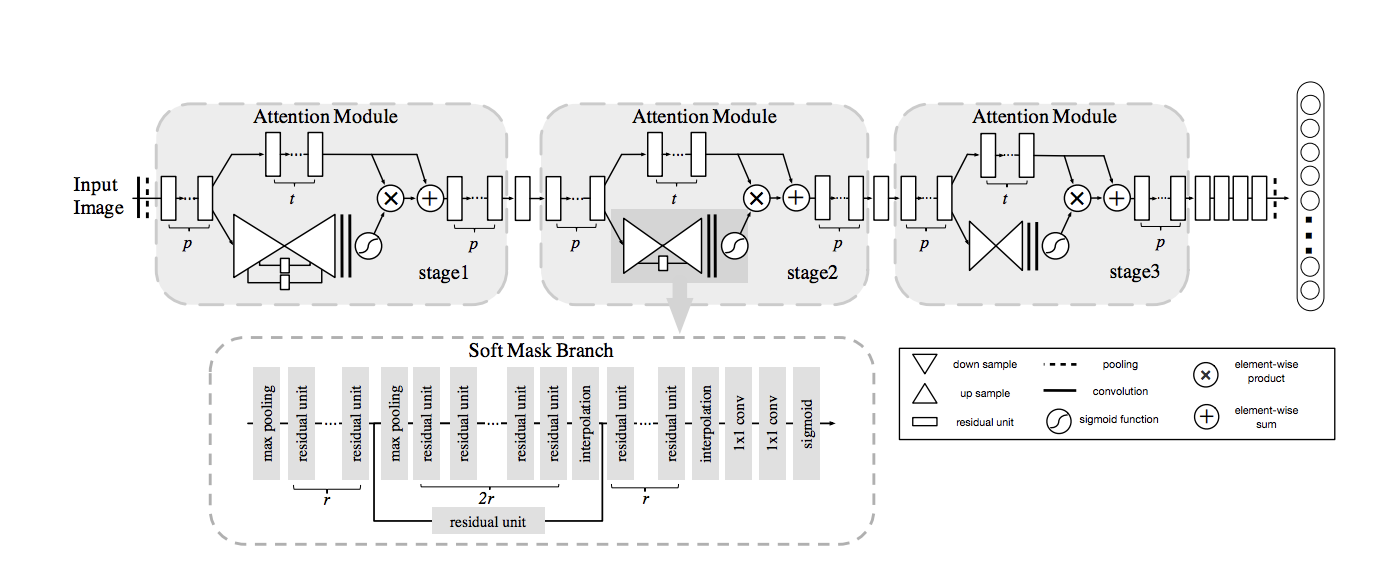 Attention Module
Attention Module
Attention Module
Input
Image
p
t
p
stage1
p
t
p
stage2
p
t
p
stage3
Soft Mask Branch
max pooling
residual unit
...
residual unit
max pooling
residual unit
residual unit
...
residual unit
residual unit
interpolation
residual unit
...
residual unit
interpolation
1x1 conv
1x1 conv
sigmoid
r
2r
r
residual unit
down sample
up sample
residual unit
pooling
convolution
sigmoid function
element-wise
product
element-wise
sum